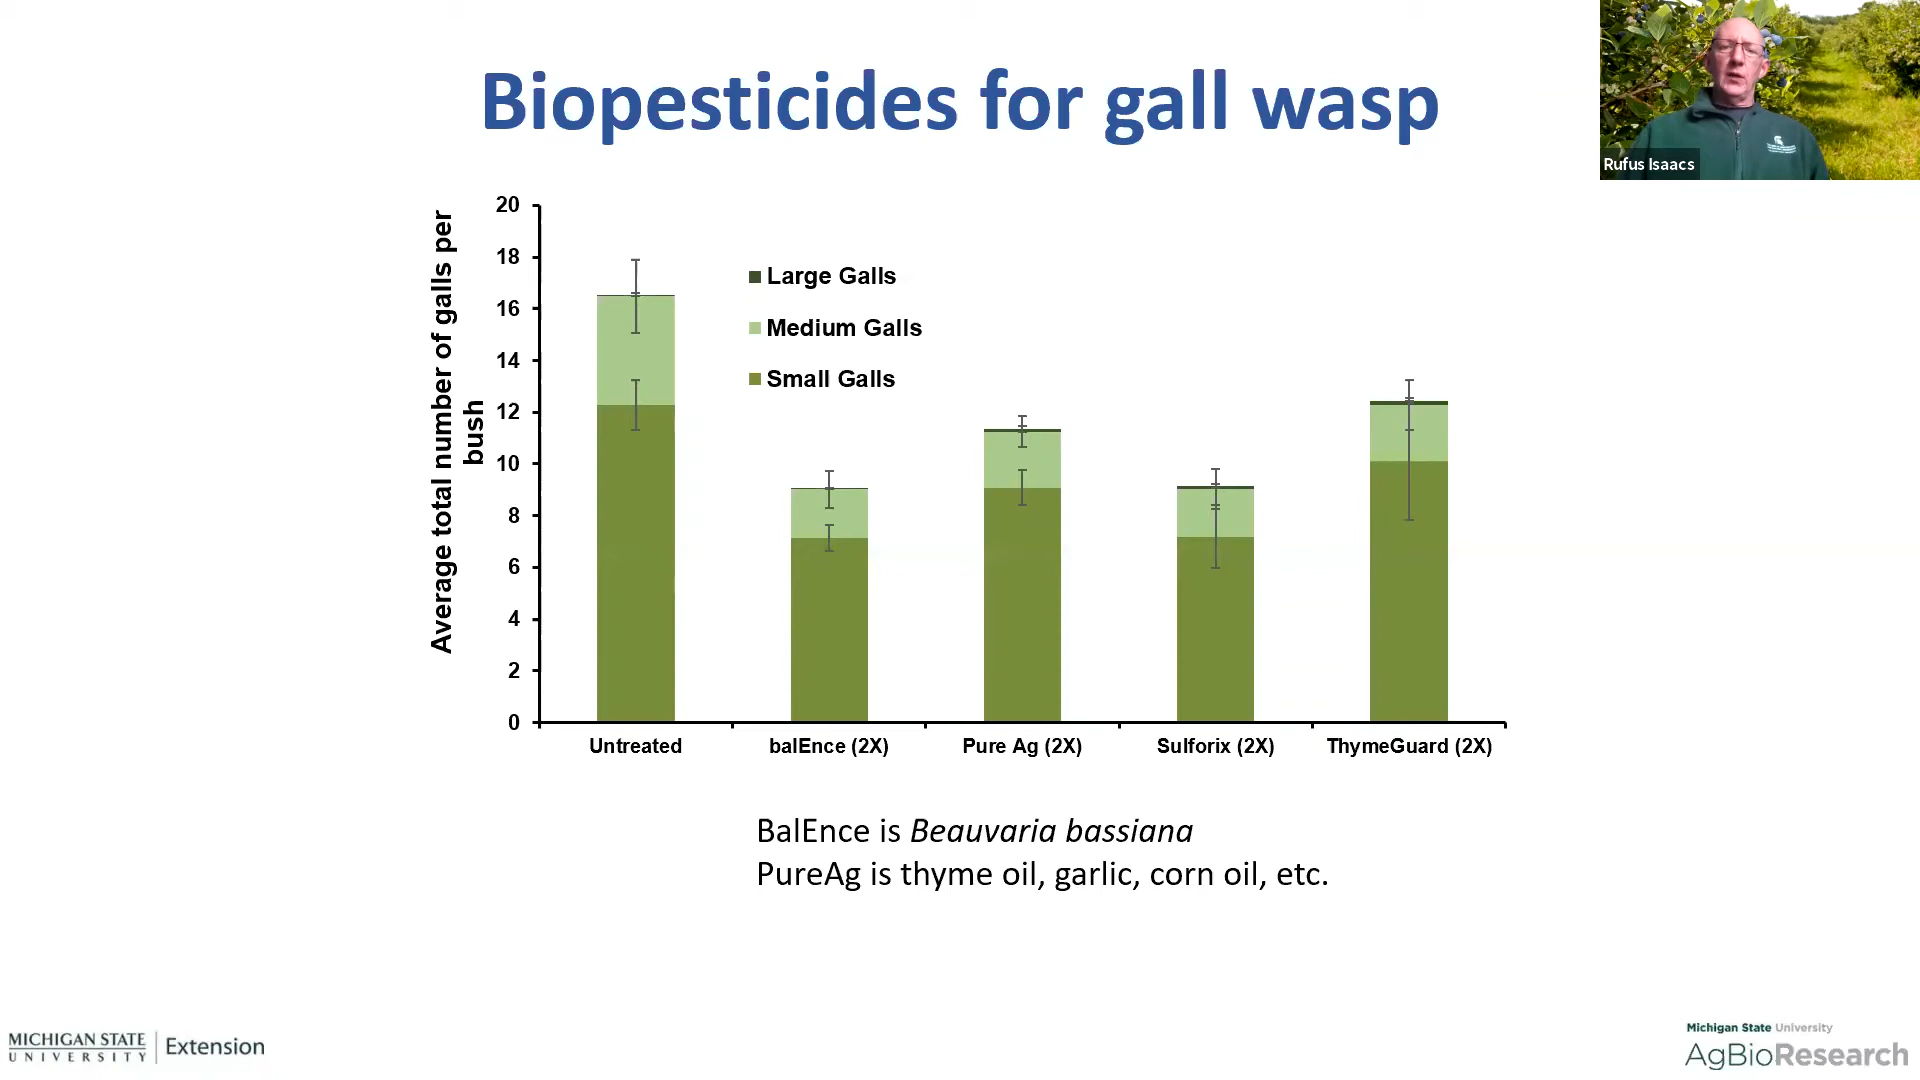 Biopesticides for gall wasp
Rufus Isaacs
Average total number of galls per
bush
20
18
16
14
12
10
8
6
4
2
0
Large Galls
Medium Galls
Small Galls
Untreated
balEnce (2X)
Pure Ag (2X)
Sulforix (2X)
ThymeGuard (2X)
BalEnce is Beauvaria bassiana
PureAg is thyme oil, garlic, corn oil, etc.
MICHIGAN STATE
UNIVERSITY
Extension
Michigan State University
AgBioResearch